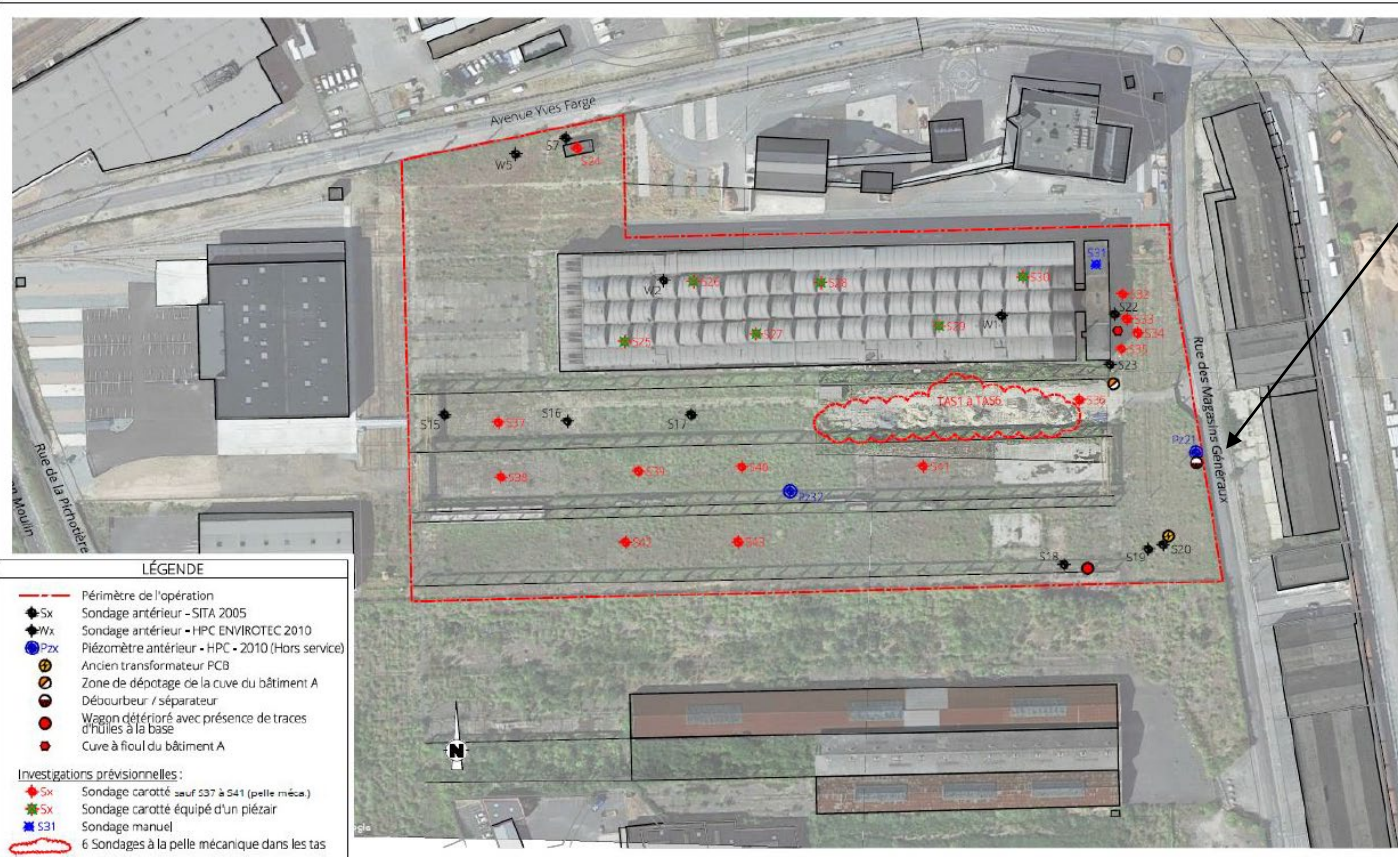 Avenue Yves Farge
S7
W5
S24
S31
S26
S28
S30
W2
S32
S22
S33
W1
S29
S34
S27
S25
S35
S23
Rue des Magasins Généraux
TAS1 à TAS6
S36
S15
S37
S16
S17
Pz21
S38
S39
S40
S41
Pz32
Rue de la Pichotière
en Moulin
S42
S43
S18
S19
S20
N
LÉGENDE
Périmètre de l'opération
Sx Sondage antérieur - SITA 2005
Wx Sondage antérieur - HPC ENVIROTEC 2010
Pzx Piézomètre antérieur - HPC - 2010 (Hors service)
Ancien transformateur PCB
Zone de dépotage de la cuve du bâtiment A
Débourbeur / séparateur
Wagon détérioré avec présence de traces
d'huiles à la base
Cuve à fioul du bâtiment A
Investigations prévisionnelles :
Sx Sondage carotté sauf S37 à S41 (pelle méca.)
Sx Sondage carotté équipé d'un piézair
S31 Sondage manuel
6 Sondages à la pelle mécanique dans les tas